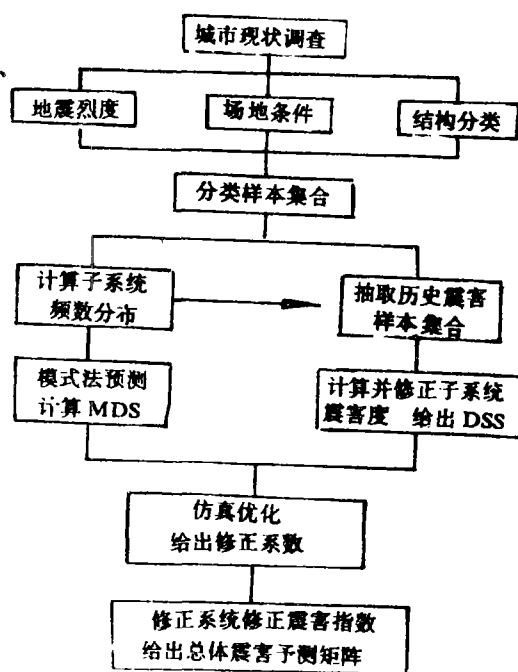 城市现状调查
地震烈度
场地条件
结构分类
分类样本集合
计算子系统
频数分布
抽取历史震害
样本集合
模式法预测
计算 MDS
计算并修正子系统
震害度 给出 DSS
仿真优化
给出修正系数
修正系统修正震害指数
给出总体震害予测矩阵